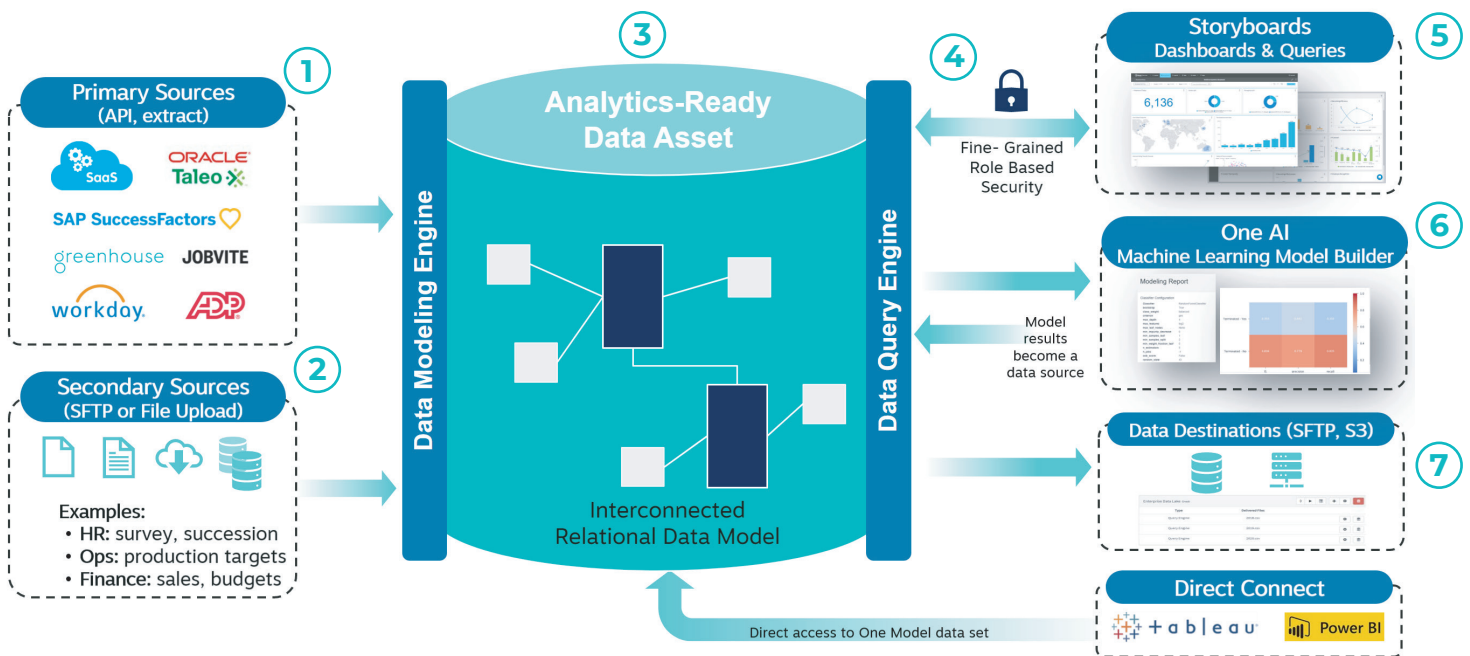 1
Primary Sources
(API, extract)
SaaS
ORACLE
Taleo
SAP SuccessFactors
greenhouse
JOBVITE
workday.
ADP
2
Secondary Sources
(SFTP or File Upload)
Examples:
• HR: survey, succession
• Ops: production targets
• Finance: sales, budgets
Data Modeling Engine
3
Analytics-Ready
Data Asset
Interconnected
Relational Data Model
Data Query Engine
4
Fine- Grained
Role Based
Security
5
Storyboards
Dashboards & Queries
6,136
6
One AI
Machine Learning Model Builder
Modeling Report
Model
results
become a
data source
7
Data Destinations (SFTP, S3)
Type
Direct Connect
+ a b l e a u
Power BI
Direct access to One Model data set